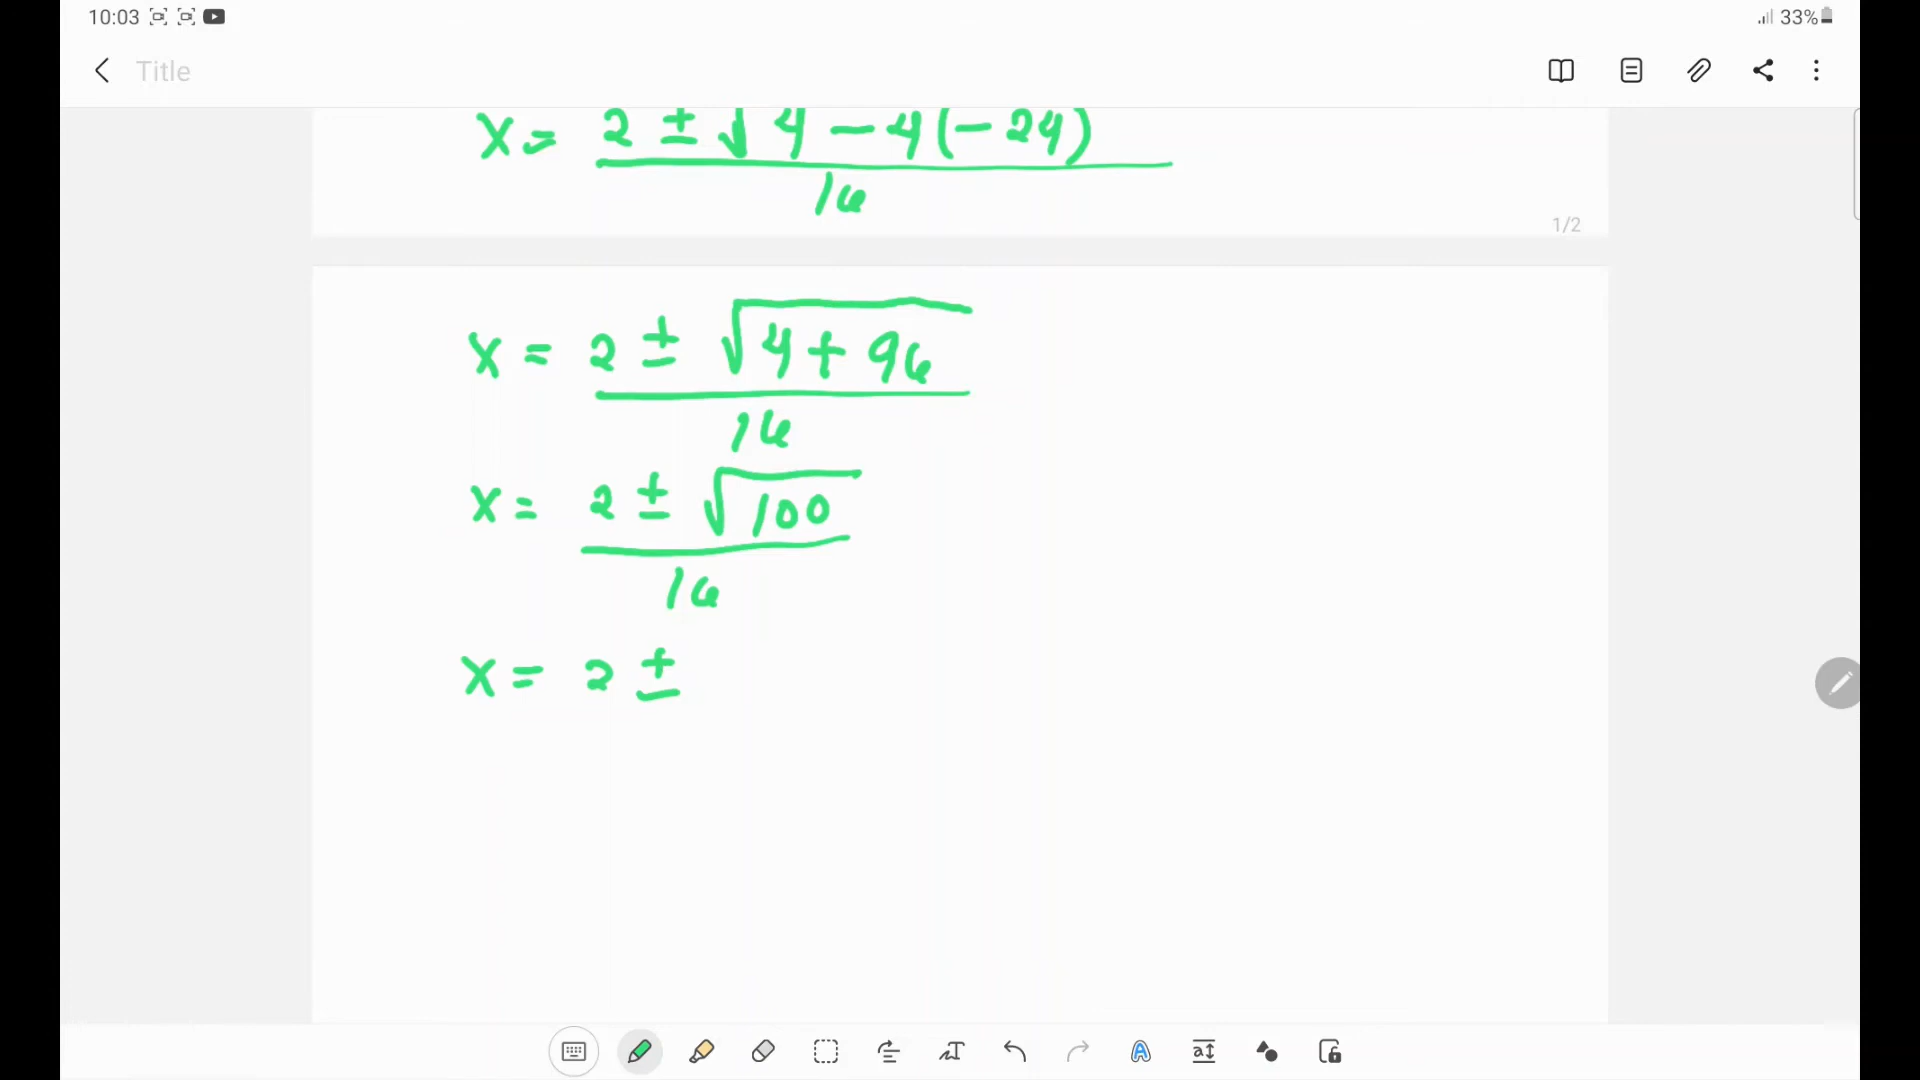 10:03 33%
Title
x = 2 ± √4 - 4(-24)
16
1/2
x = 2 ± √4 + 96
16
x = 2 ± √100
16
x = 2 ±